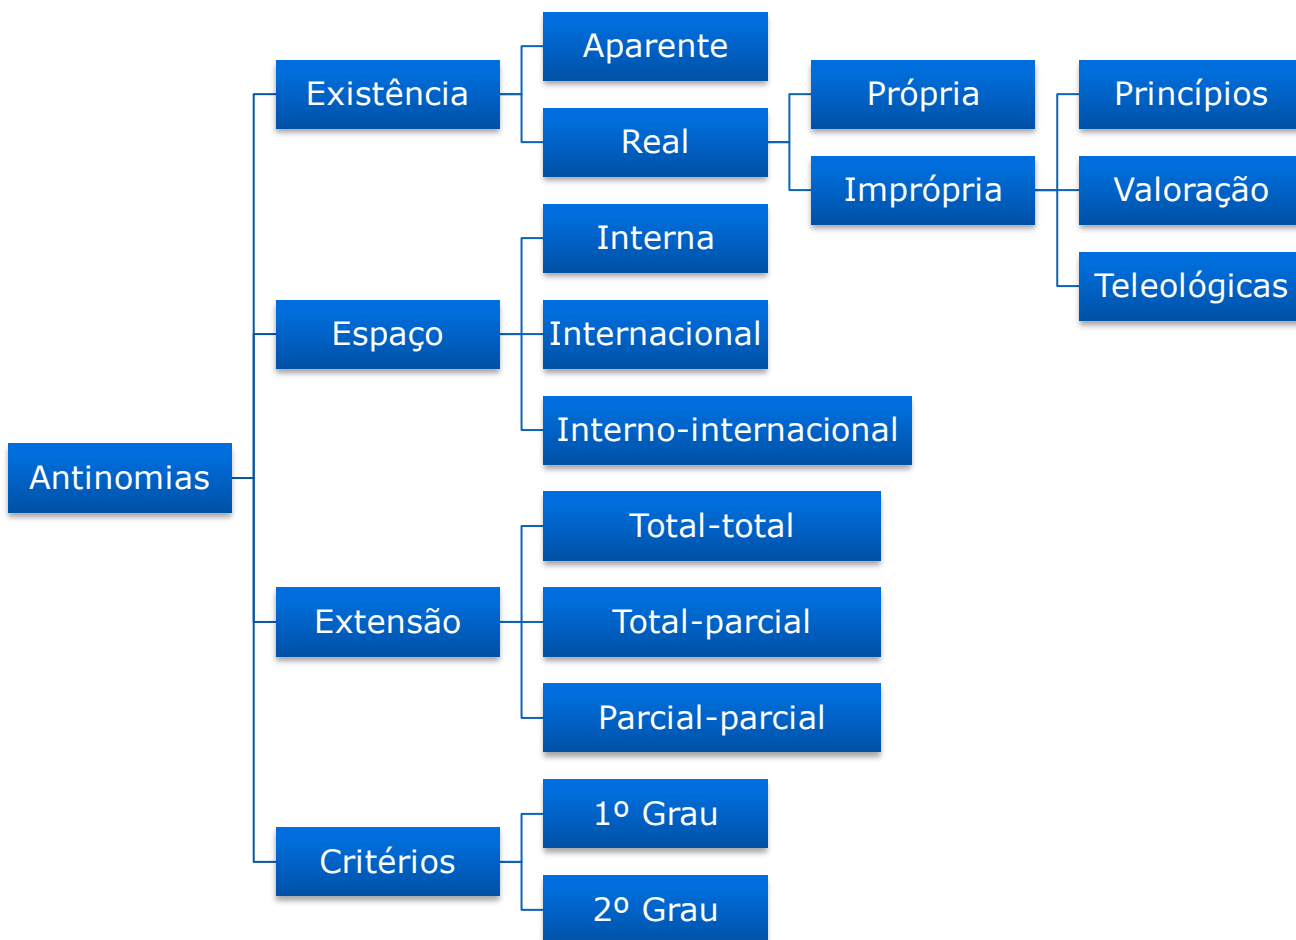 Antinomias
Existência
Aparente
Real
Própria
Imprópria
Princípios
Valoração
Teleológicas
Espaço
Interna
Internacional
Interno-internacional
Extensão
Total-total
Total-parcial
Parcial-parcial
Critérios
1º Grau
2º Grau